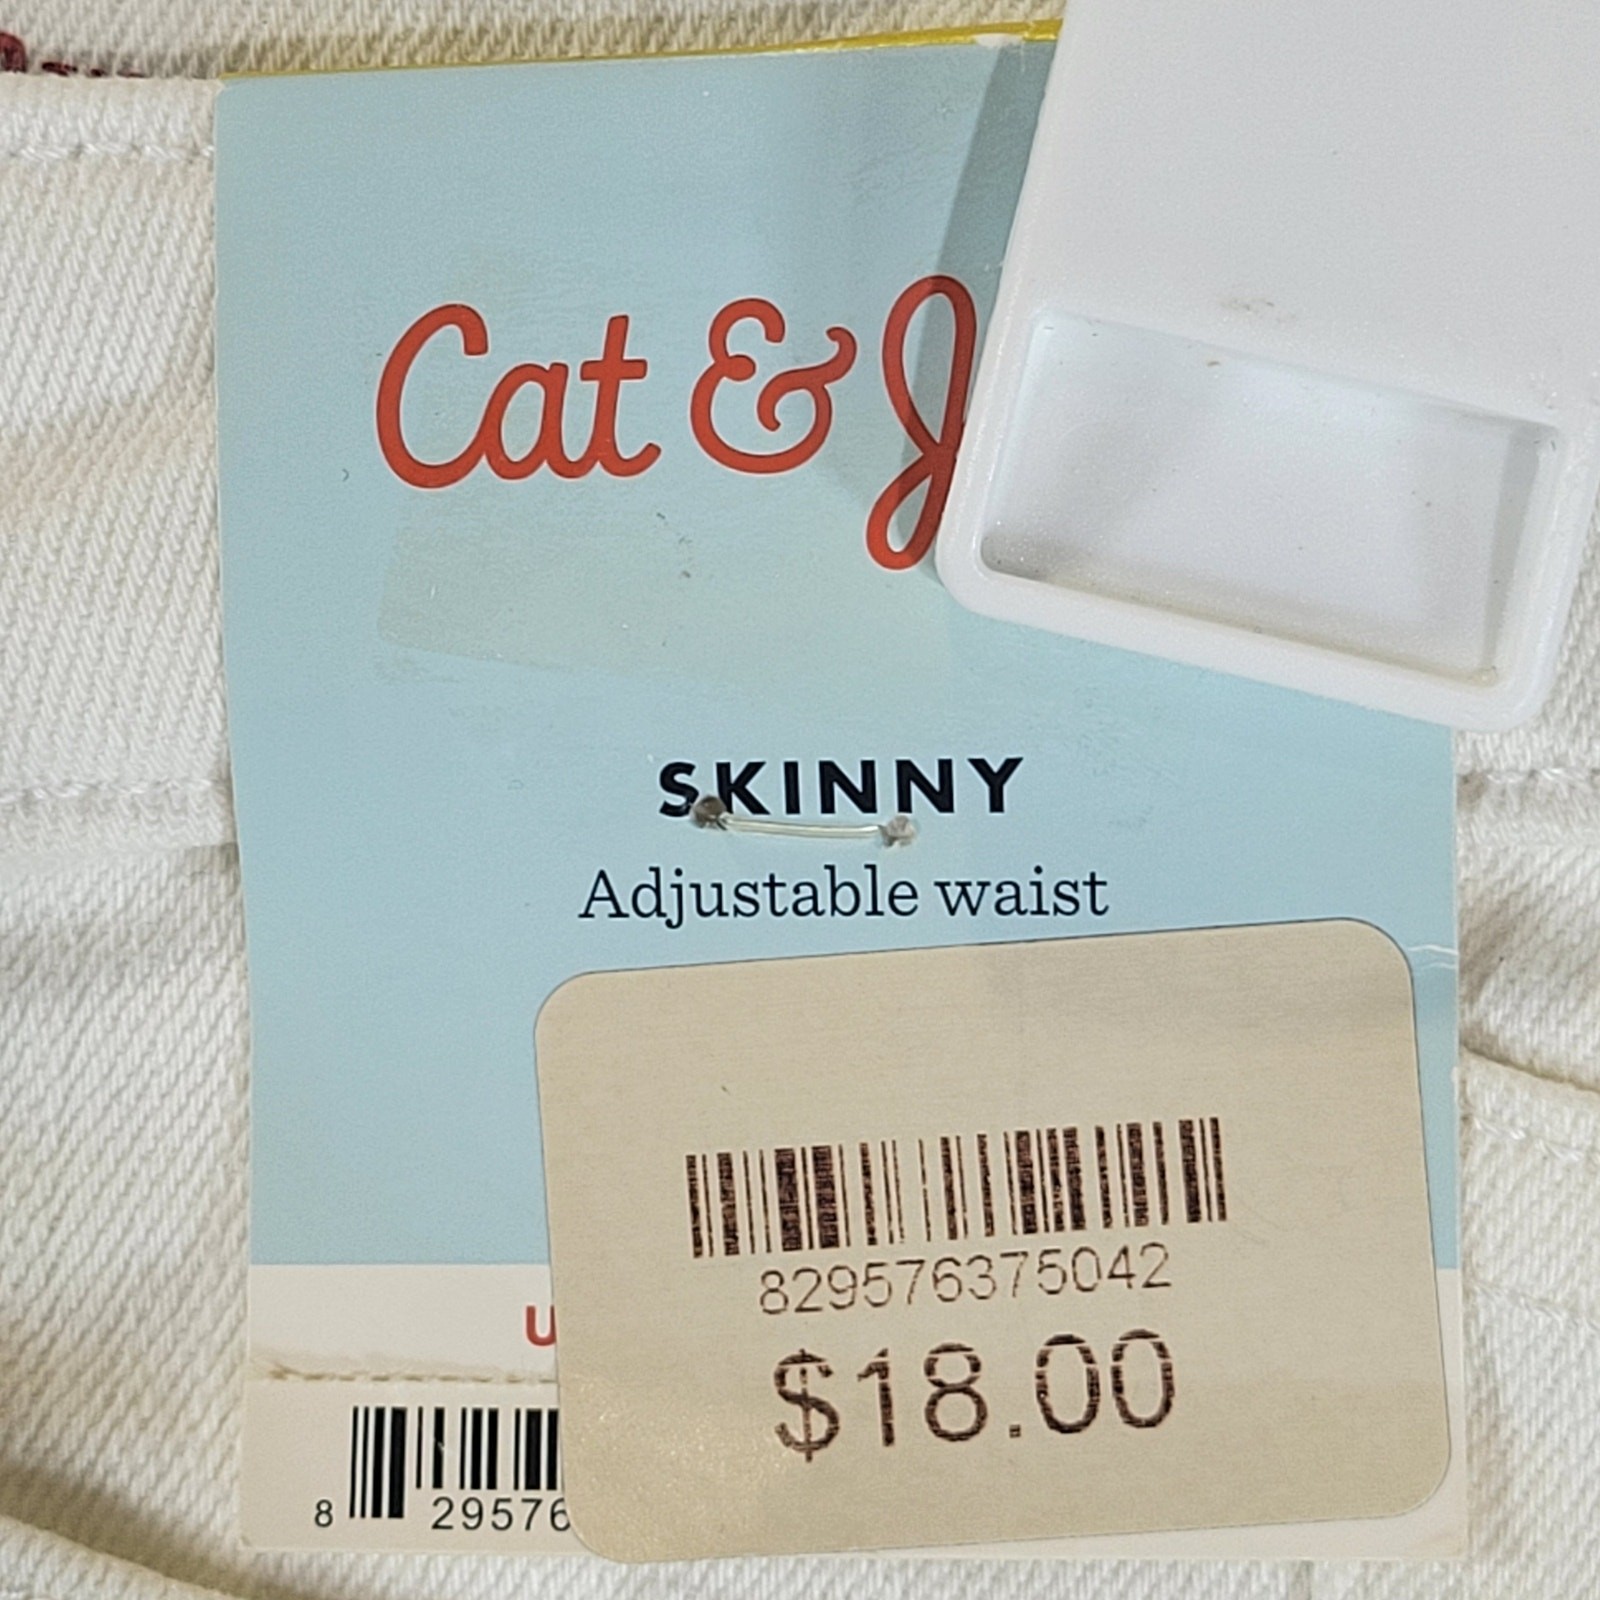 Cat & J
SKINNY
Adjustable waist
829576375042
$18.00
U
8 29576